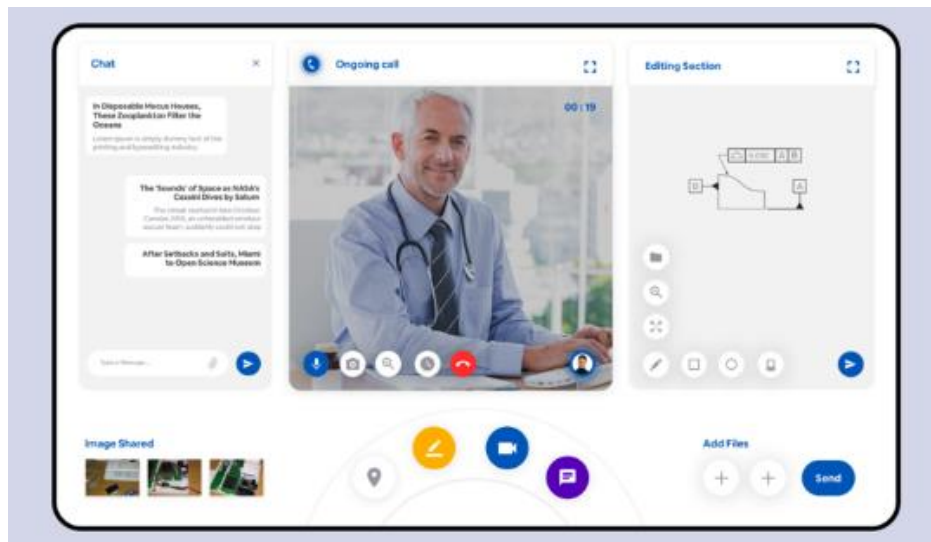 Chat
Ongoing call
Editing Section
00:19
In Disposable Mucus Houses,
These Zooplankton Filter the
Oceans
Lorem Ipsum is simply dummy text of the
printing and typesetting industry.
The 'Sounds' of Space as NASA's
Cassini Dives by Saturn
After Setbacks and Suits, Miami
to Open Science Museum
Type a Message...
A B
D
A
Image Shared
Add Files
Send